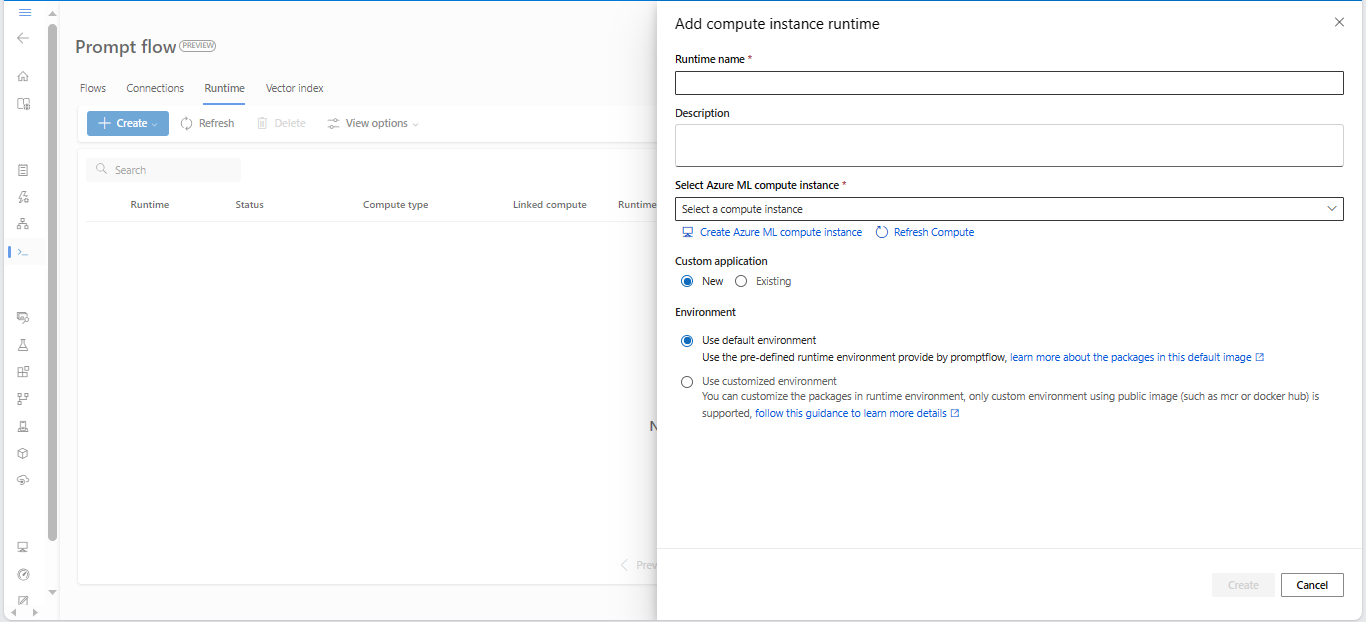 Prompt flow PREVIEW
Flows Connections Runtime Vector index
Create Refresh Delete View options
Search
Runtime Status Compute type Linked compute Runtime
N
Prev
Add compute instance runtime
Runtime name *
Description
Select Azure ML compute instance *
Select a compute instance
Create Azure ML compute instance Refresh Compute
Custom application
New Existing
Environment
Use default environment
Use the pre-defined runtime environment provide by promptflow, learn more about the packages in this default image
Use customized environment
You can customize the packages in runtime environment, only custom environment using public image (such as mcr or docker hub) is
supported, follow this guidance to learn more details
Create Cancel